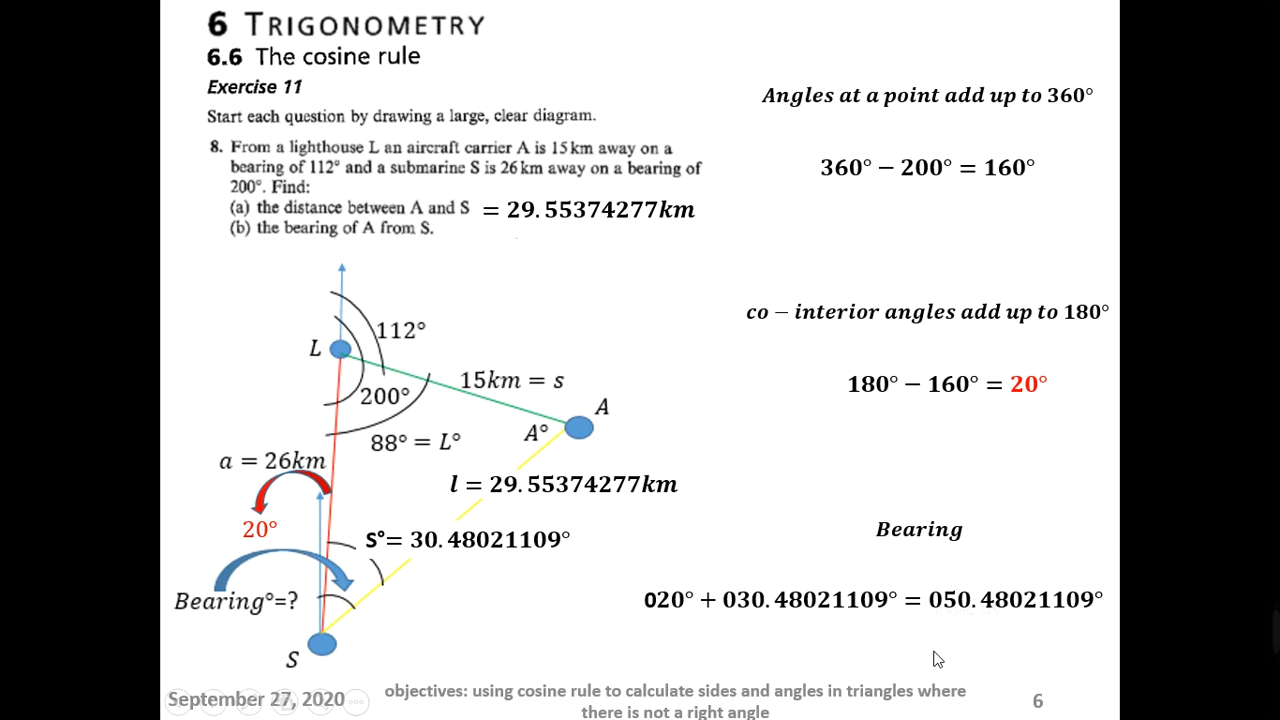 6 TRIGONOMETRY
6.6 The cosine rule
Exercise 11
Start each question by drawing a large, clear diagram.
8. From a lighthouse L an aircraft carrier A is 15 km away on a
bearing of 112° and a submarine S is 26 km away on a bearing of
200°. Find:
(a) the distance between A and S = 29.55374277km
(b) the bearing of A from S.
Angles at a point add up to 360°
360° − 200° = 160°
co − interior angles add up to 180°
180° − 160° = 20°
Bearing
020° + 030.48021109° = 050.48021109°
112°
L
15km = s
200°
A
A°
88° = L°
a = 26km
l = 29.55374277km
20°
S°= 30.48021109°
Bearing°=?
S
September 27, 2020
objectives: using cosine rule to calculate sides and angles in triangles where
there is not a right angle
6